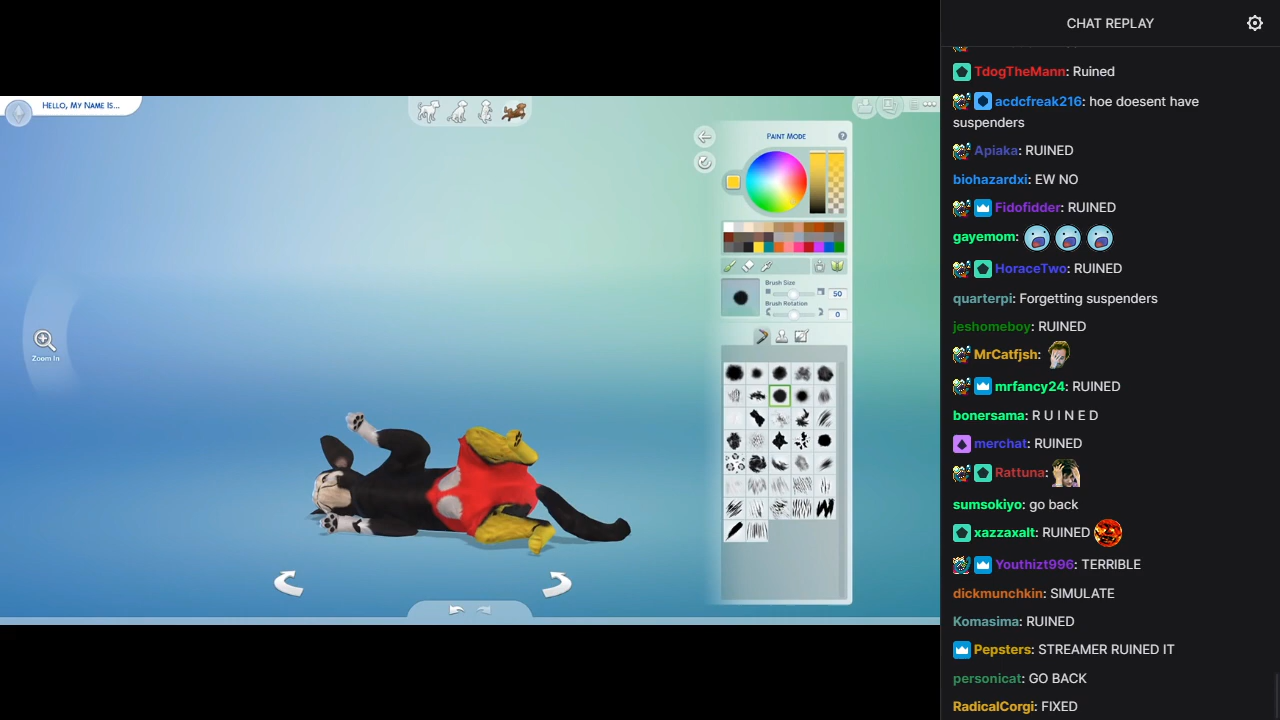 HELLO, MY NAME IS...
Zoom In
PAINT MODE
?
Brush Size
50
Brush Rotation
0
CHAT REPLAY
TdogTheMann: Ruined
acdcfreak216: hoe doesent have
suspenders
Apiaka: RUINED
biohazardxi: EW NO
Fidofidder: RUINED
gayemom:
HoraceTwo: RUINED
quarterpi: Forgetting suspenders
jeshomeboy: RUINED
MrCatfjsh:
mrfancy24: RUINED
bonersama: R U I N E D
merchat: RUINED
Rattuna:
sumsokiyo: go back
xazzaxalt: RUINED
Youthizt996: TERRIBLE
dickmunchkin: SIMULATE
Komasima: RUINED
Pepsters: STREAMER RUINED IT
personicat: GO BACK
RadicalCorgi: FIXED